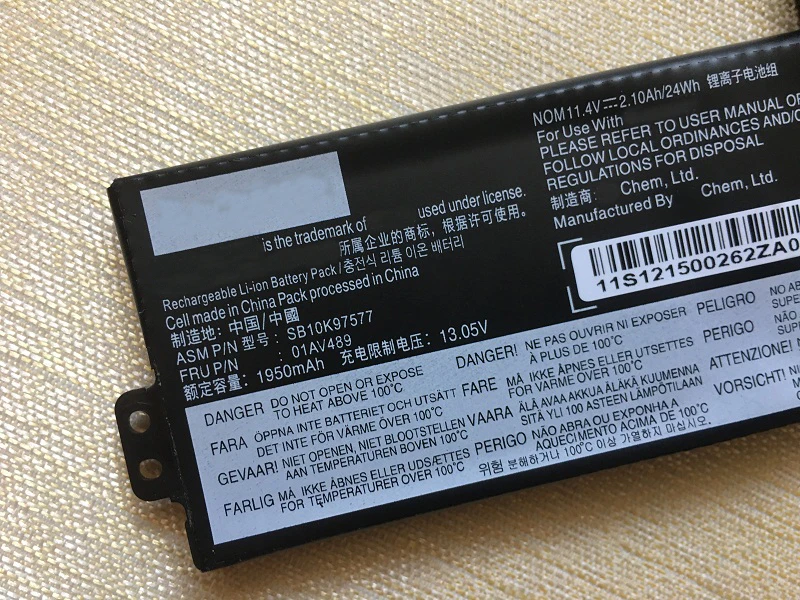 is the trademark of used under license.
所属企业的商标，根据许可使用。
Rechargeable Li-ion Battery Pack / 충전식 리튬 이온 배터리
Cell made in China Pack processed in China
制造地：中国/中國
ASM P/N 型号：SB10K97577
FRU P/N： 01AV489
额定容量：1950mAh 充电限制电压：13.05V
NOM11.4V⎓2.10Ah/24Wh 锂离子电池组
For Use With
PLEASE REFER TO USER MANUAL OR
FOLLOW LOCAL ORDINANCES AND/O
REGULATIONS FOR DISPOSAL
制造商： Chem, Ltd.
Manufactured By Chem, Ltd.
11S121500262ZA0
DANGER DO NOT OPEN OR EXPOSE
TO HEAT ABOVE 100°C
FARA ÖPPNA INTE BATTERIET OCH UTSÄTT
DET INTE FÖR VÄRME ÖVER 100°C
GEVAAR! NIET OPENEN, NIET BLOOTSTELLEN
AAN TEMPERATUREN BOVEN 100°C
FARLIG MÅ IKKE ÅBNES ELLER UDSÆTTES
FOR TEMPERATURER OVER 100°C
DANGER! NE PAS OUVRIR NI EXPOSER
À PLUS DE 100°C
FARE MÅ IKKE ÅPNES ELLER UTSETTES
FOR VARME OVER 100°C
VAARA ÄLÄ AVAA AKKUA ÄLÄKÄ KUUMENNA
SITÄ YLI 100 ASTEEN LÄMPÖTILAAN
PERIGO NÃO ABRA OU EXPONHA A
AQUECIMENTO ACIMA DE 100°C
위험 분해하거나 100°C 이상 가열하지 마십시오.
PELIGRO NO ABR
SUPE
PERIGO NO
ATTENZIONE!
VORSICHT! NI